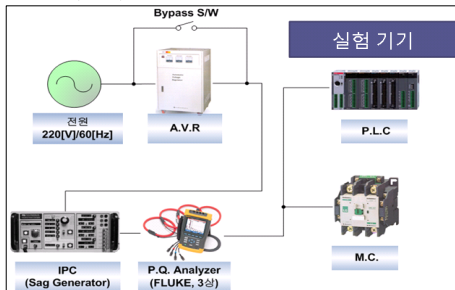 Bypass S/W
실험 기기
전원
220[V]/60[Hz]
A.V.R
P.L.C
IPC
(Sag Generator)
P.Q. Analyzer
(FLUKE, 3상)
M.C.